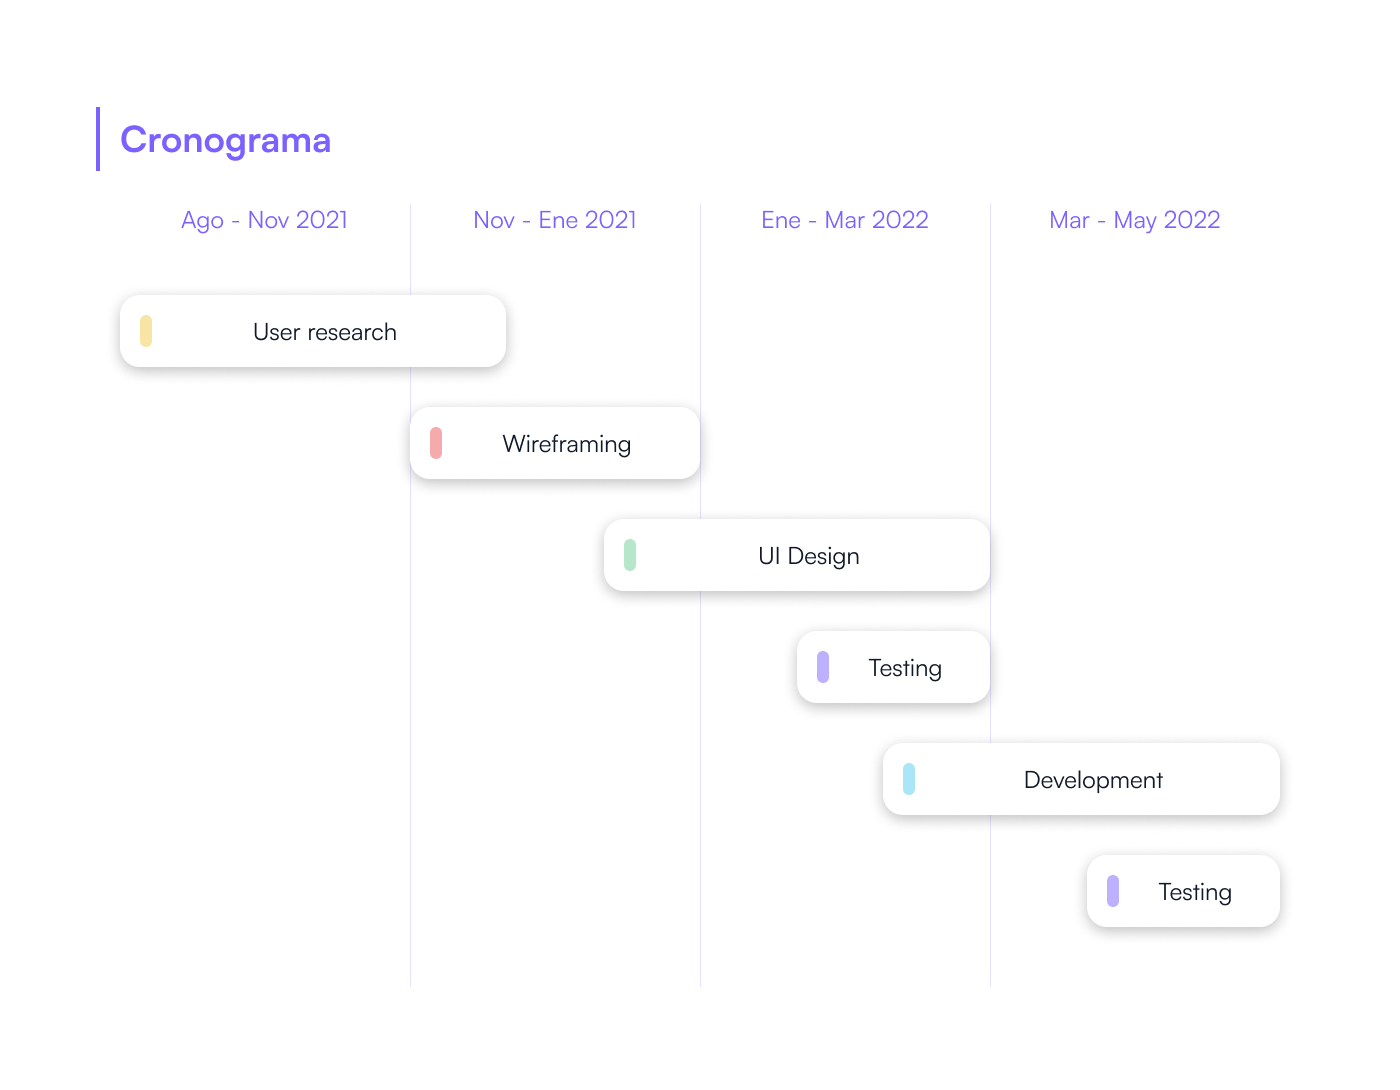 Cronograma
Ago - Nov 2021
Nov - Ene 2021
Ene - Mar 2022
Mar - May 2022
User research
Wireframing
UI Design
Testing
Development
Testing